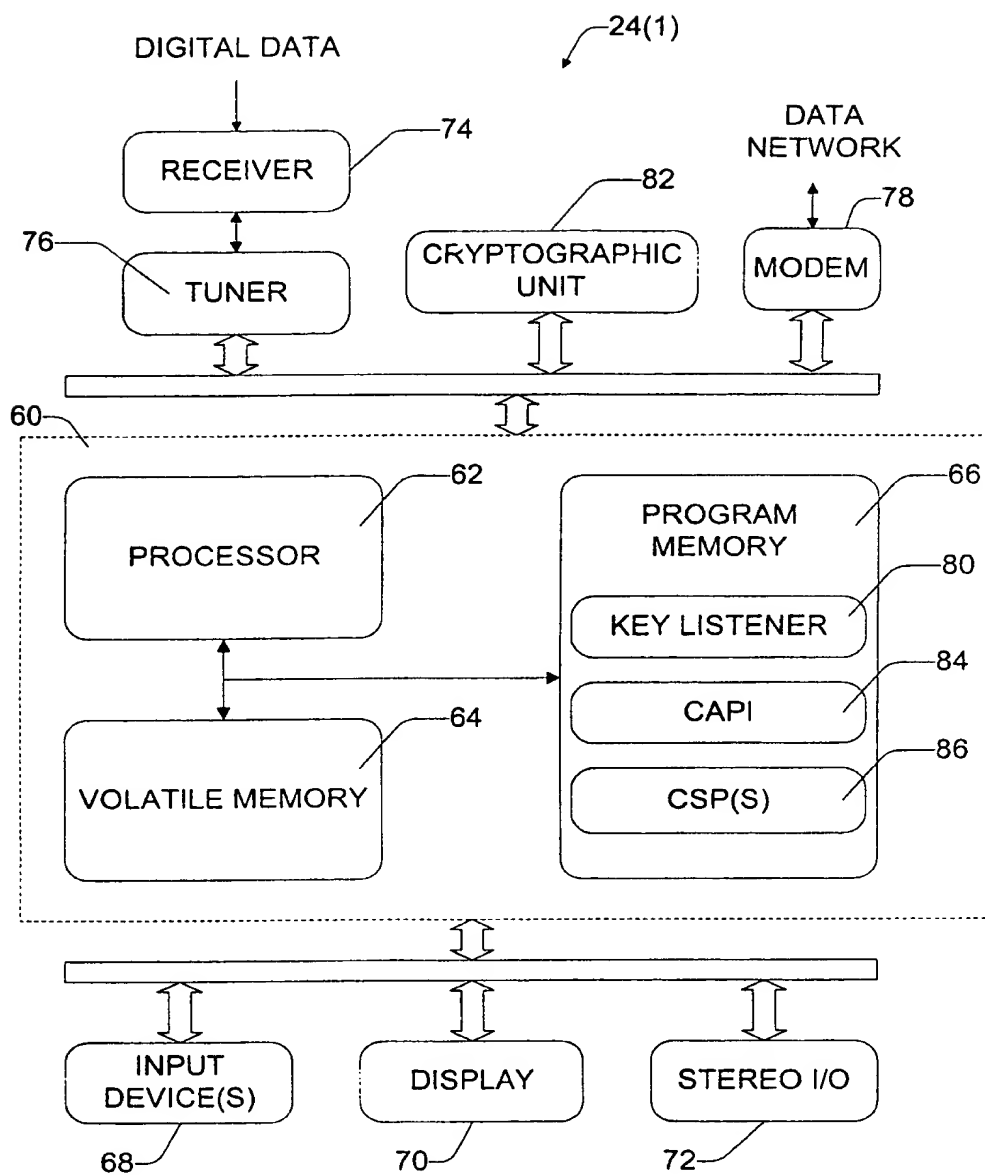 24(1)
DIGITAL DATA
74
RECEIVER
76
TUNER
82
CRYPTOGRAPHIC
UNIT
DATA
NETWORK
78
MODEM
60
62
PROCESSOR
66
PROGRAM
MEMORY
80
KEY LISTENER
84
CAPI
86
CSP(S)
64
VOLATILE MEMORY
INPUT
DEVICE(S)
68
DISPLAY
70
STEREO I/O
72